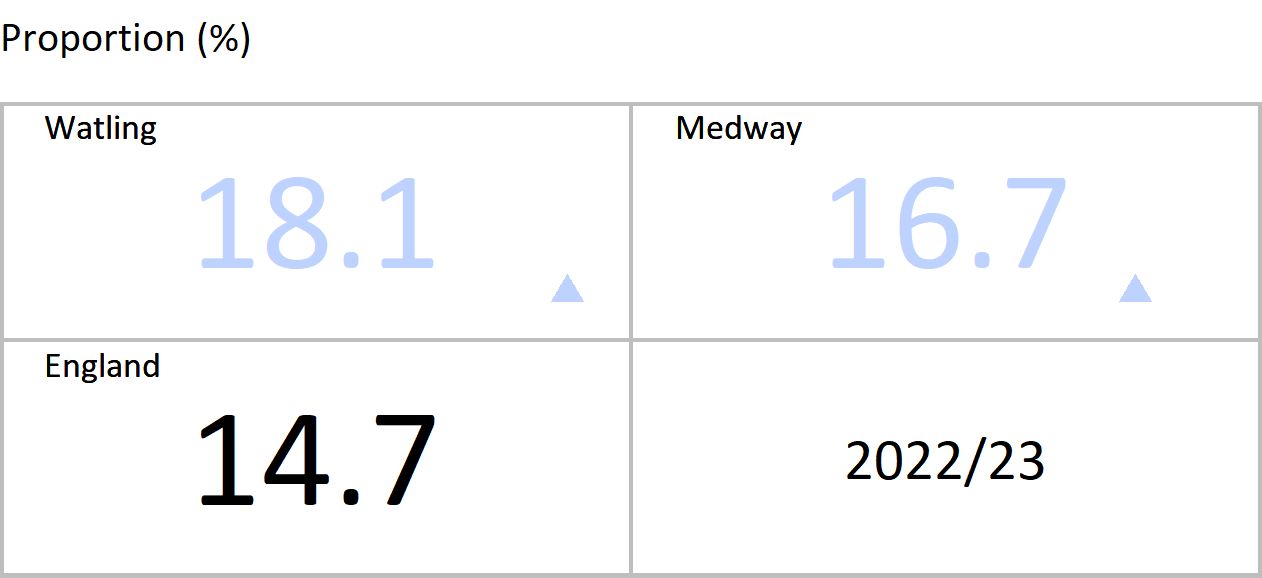 Proportion (%)
Watling
18.1
Medway
16.7
England
14.7
2022/23